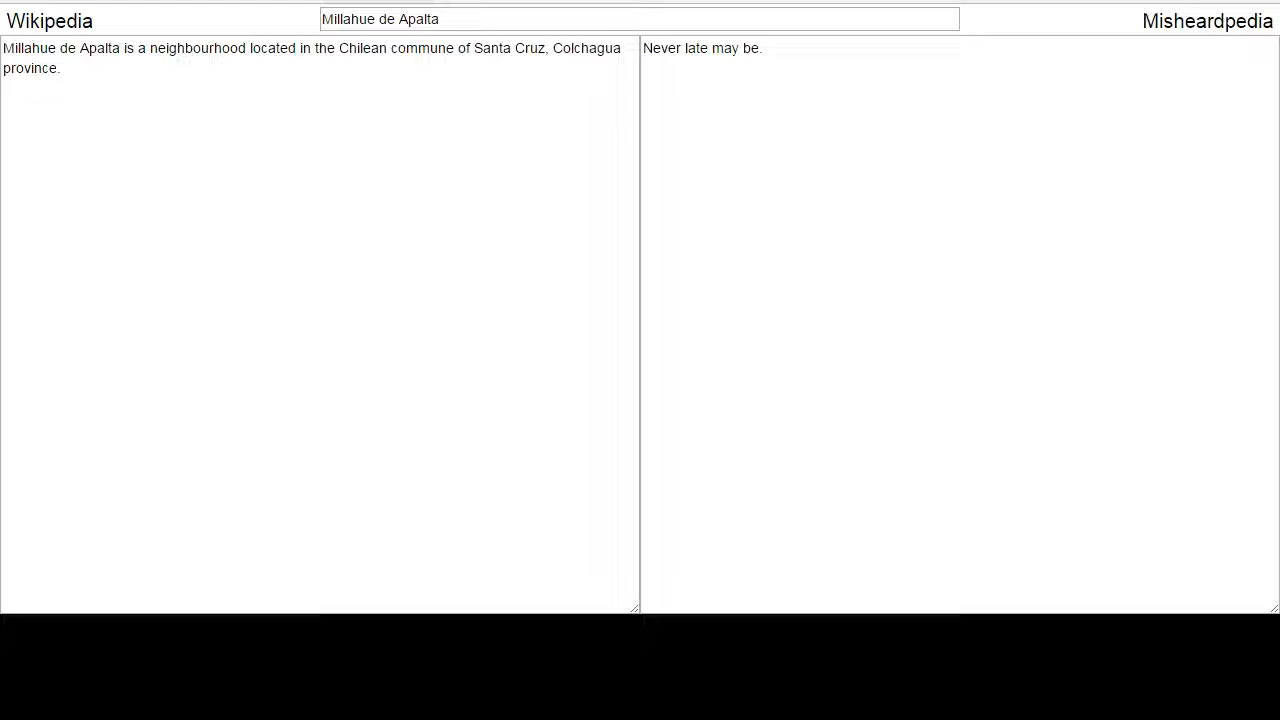 Wikipedia
Millahue de Apalta
Misheardpedia
Millahue de Apalta is a neighbourhood located in the Chilean commune of Santa Cruz, Colchagua
province.
Never late may be.